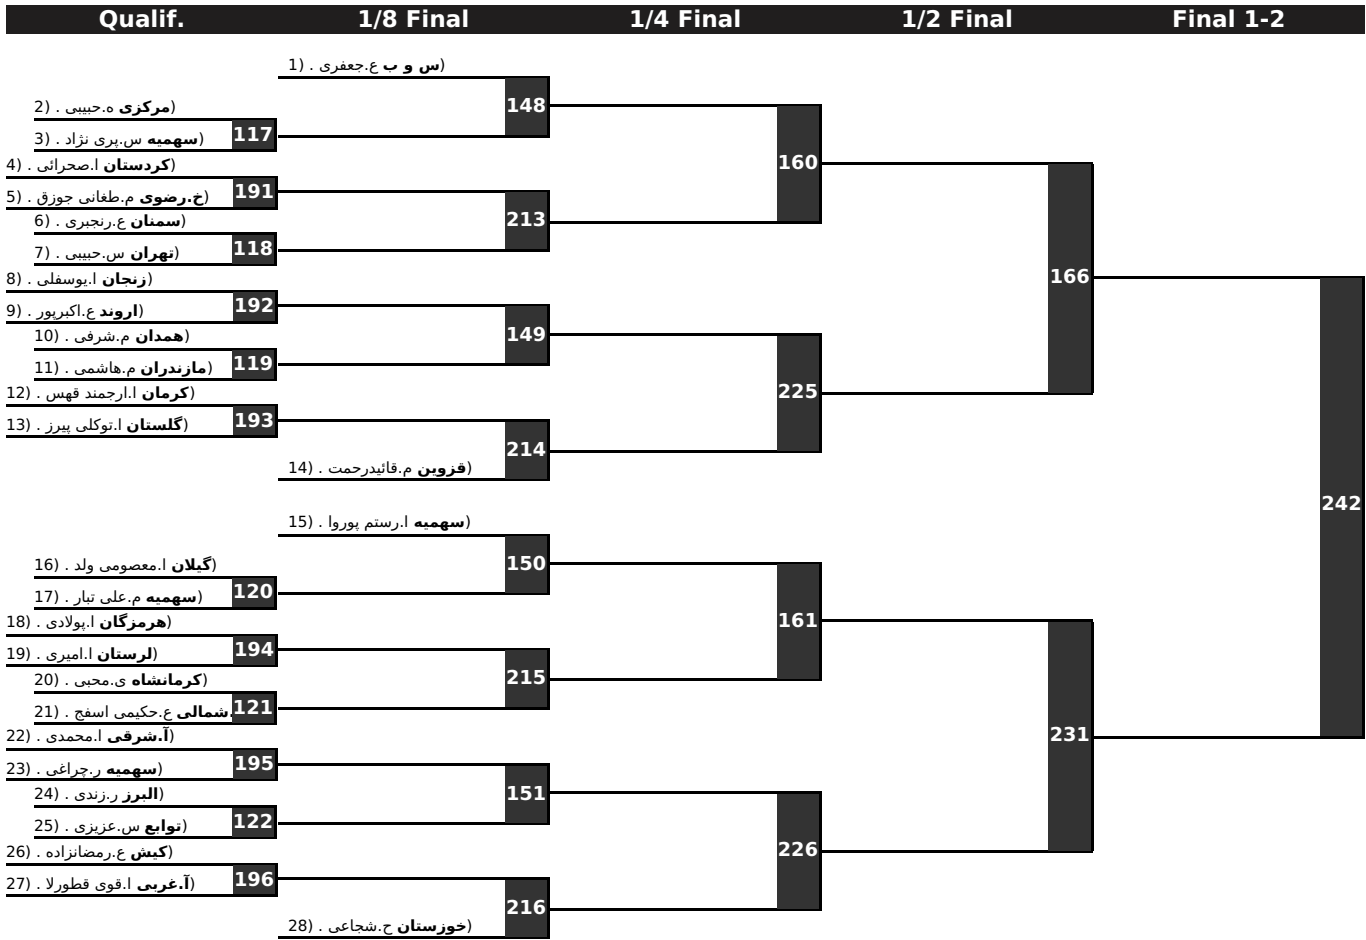 Qualif. 1/8 Final 1/4 Final 1/2 Final Final 1-2
1) . س و ب ع.جعفری)
148
2) . مرکزی ه.حبیبی)
117
3) . سهمیه س.پری نژاد)
160
4) . کردستان ا.صحرائی)
191
5) . خ.رضوی م.طغانی جوزق)
213
6) . سمنان ع.رنجبری)
118
7) . تهران س.حبیبی)
166
8) . زنجان ا.یوسفلی)
192
9) . اروند ع.اکبرپور)
149
10) . همدان م.شرفی)
119
11) . مازندران م.هاشمی)
225
12) . کرمان ا.ارجمند قهس)
193
13) . گلستان ا.توکلی پیرز)
214
14) . قزوین م.قائیدرحمت)
242
15) . سهمیه ا.رستم پوروا)
150
16) . گیلان ا.معصومی ولد)
120
17) . سهمیه م.علی تبار)
161
18) . هرمزگان ا.پولادی)
194
19) . لرستان ا.امیری)
215
20) . کرمانشاه ی.محبی)
121
21) . .شمالی ع.حکیمی اسفج
231
22) . آ.شرقی ا.محمدی)
195
23) . سهمیه ر.چراغی)
151
24) . البرز ر.زندی)
122
25) . توابع س.عزیزی)
226
26) . کیش ع.رمضانزاده)
196
27) . آ.غربی ا.قوی قطورلا)
216
28) . خوزستان ح.شجاعی)